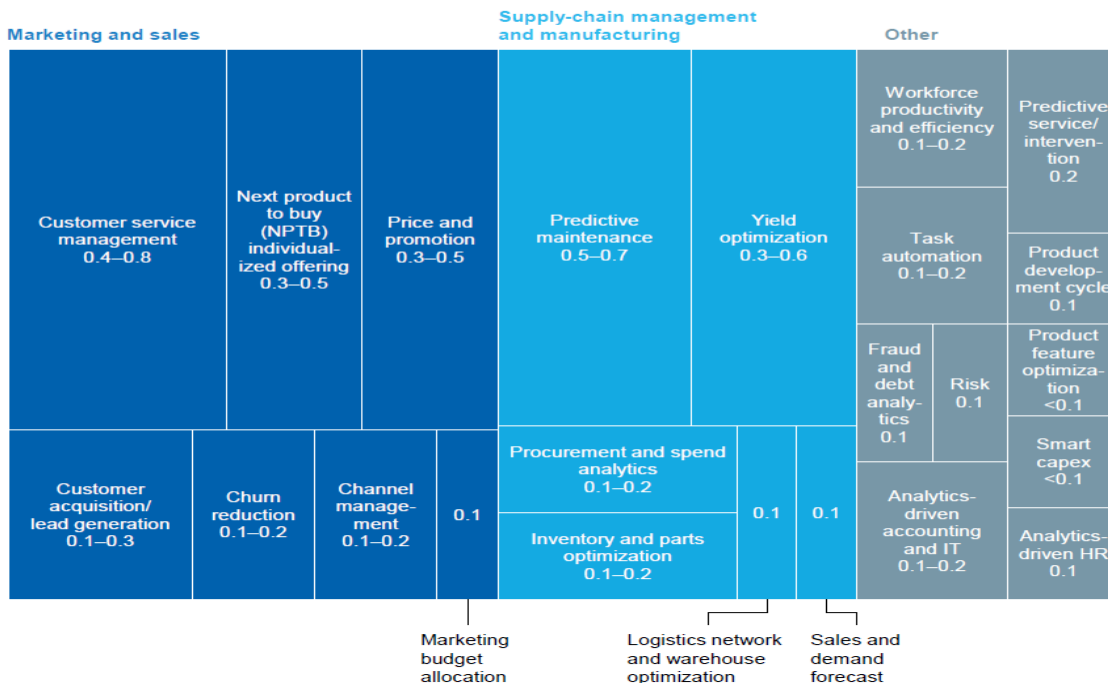 Marketing and sales
Supply-chain management
and manufacturing
Other
Customer service
management
0.4–0.8
Next product
to buy
(NPTB)
individual-
ized offering
0.3–0.5
Price and
promotion
0.3–0.5
Customer
acquisition/
lead generation
0.1–0.3
Churn
reduction
0.1–0.2
Channel
manage-
ment
0.1–0.2
0.1
Marketing
budget
allocation
Predictive
maintenance
0.5–0.7
Yield
optimization
0.3–0.6
Procurement and spend
analytics
0.1–0.2
Inventory and parts
optimization
0.1–0.2
0.1
Logistics network
and warehouse
optimization
0.1
Sales and
demand
forecast
Workforce
productivity
and efficiency
0.1–0.2
Task
automation
0.1–0.2
Fraud
and
debt
analy-
tics
0.1
Risk
0.1
Analytics-
driven
accounting
and IT
0.1–0.2
Predictive
service/
interven-
tion
0.2
Product
develop-
ment cycle
0.1
Product
feature
optimiza-
tion
<0.1
Smart
capex
<0.1
Analytics-
driven HR
0.1